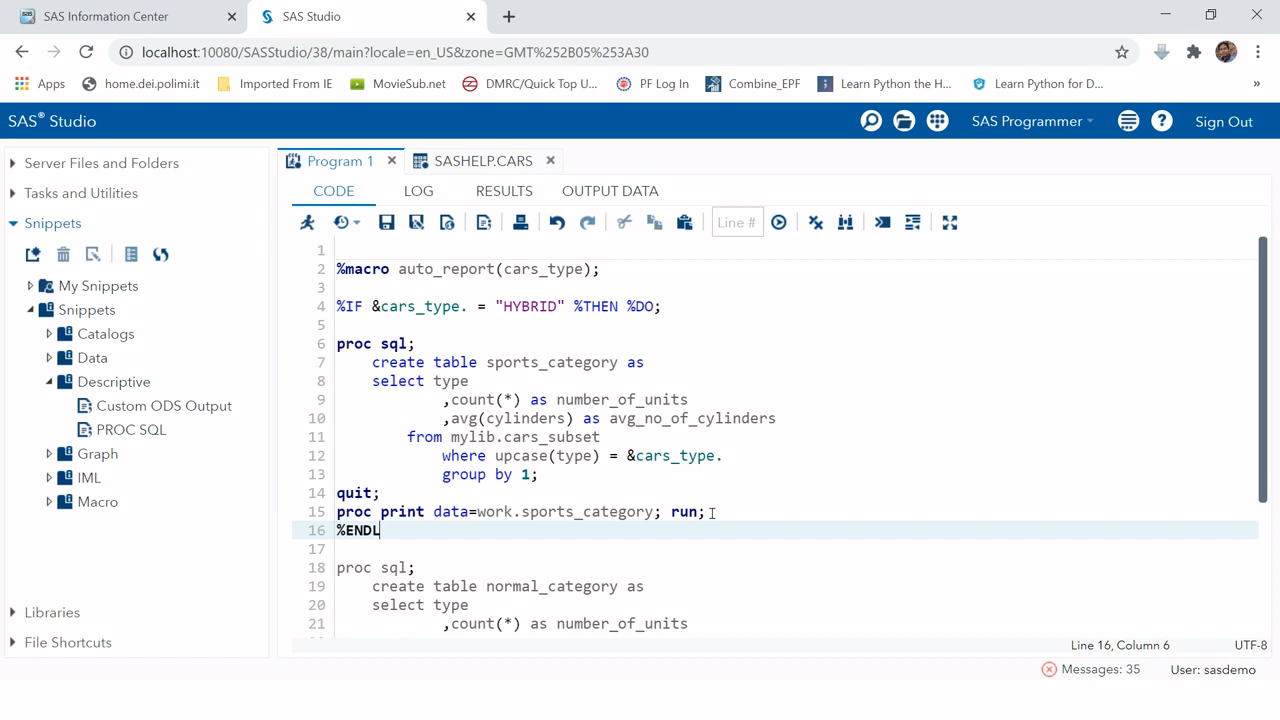 SAS Information Center
SAS Studio
localhost:10080/SASStudio/38/main?locale=en_US&zone=GMT%252B05%253A30
Apps
home.dei.polimi.it
Imported From IE
MovieSub.net
DMRC/Quick Top U...
PF Log In
Combine_EPF
Learn Python the H...
Learn Python for D...
»
SAS® Studio
SAS Programmer
Sign Out
Server Files and Folders
Tasks and Utilities
Snippets
My Snippets
Snippets
Catalogs
Data
Descriptive
Custom ODS Output
PROC SQL
Graph
IML
Macro
Libraries
File Shortcuts
Program 1
SASHELP.CARS
CODE
LOG
RESULTS
OUTPUT DATA
Line #
1
2 %macro auto_report(cars_type);
3
4 %IF &cars_type. = "HYBRID" %THEN %DO;
5
6 proc sql;
7 create table sports_category as
8 select type
9 ,count(*) as number_of_units
10 ,avg(cylinders) as avg_no_of_cylinders
11 from mylib.cars_subset
12 where upcase(type) = &cars_type.
13 group by 1;
14 quit;
15 proc print data=work.sports_category; run;
16 %ENDL
17
18 proc sql;
19 create table normal_category as
20 select type
21 ,count(*) as number_of_units
Line 16, Column 6
UTF-8
Messages: 35
User: sasdemo